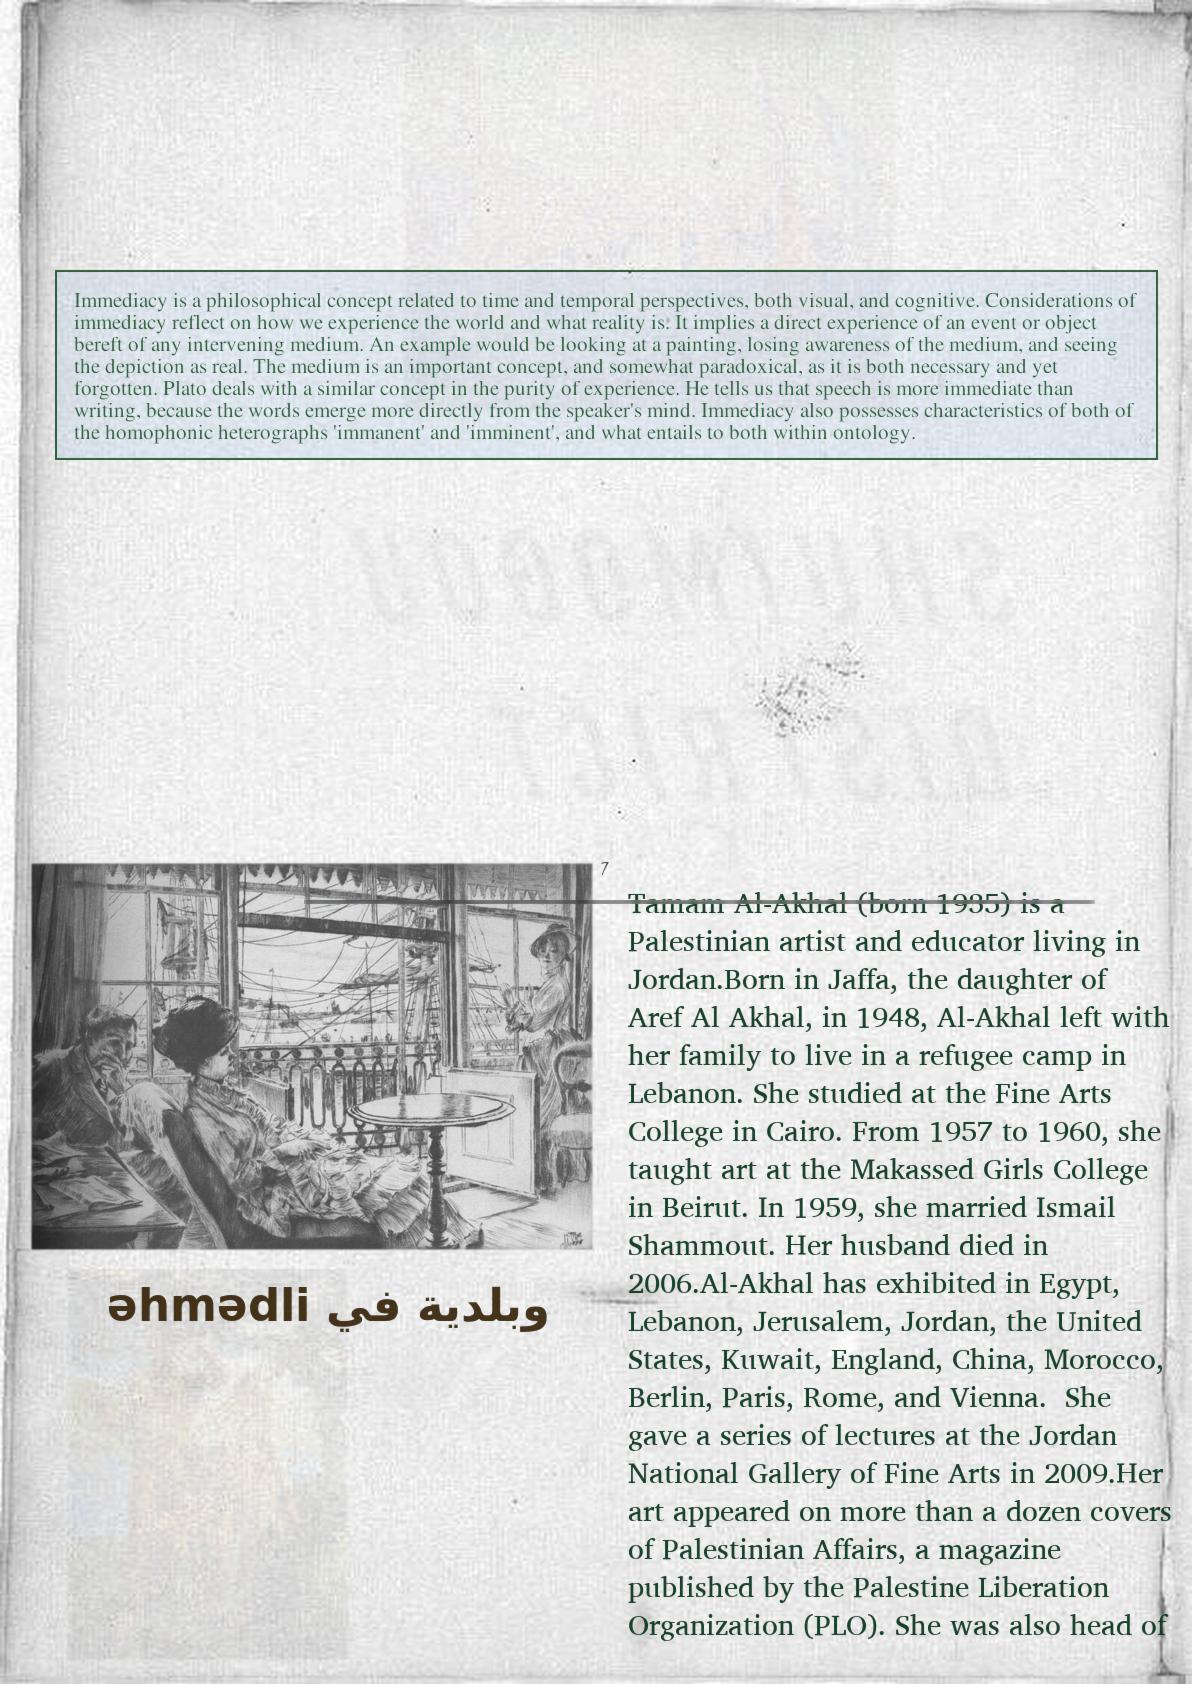 Immediacy is a philosophical concept related to time and temporal perspectives, both visual, and cognitive. Considerations of
immediacy reflect on how we experience the world and what reality is. It implies a direct experience of an event or object
bereft of any intervening medium. An example would be looking at a painting, losing awareness of the medium, and seeing
the depiction as real. The medium is an important concept, and somewhat paradoxical, as it is both necessary and yet
forgotten. Plato deals with a similar concept in the purity of experience. He tells us that speech is more immediate than
writing, because the words emerge more directly from the speaker's mind. Immediacy also possesses characteristics of both of
the homophonic heterographs 'immanent' and 'imminent', and what entails to both within ontology.
7
Tamam Al-Akhal (born 1935) is a
Palestinian artist and educator living in
Jordan.Born in Jaffa, the daughter of
Aref Al Akhal, in 1948, Al-Akhal left with
her family to live in a refugee camp in
Lebanon. She studied at the Fine Arts
College in Cairo. From 1957 to 1960, she
taught art at the Makassed Girls College
in Beirut. In 1959, she married Ismail
Shammout. Her husband died in
2006.Al-Akhal has exhibited in Egypt,
Lebanon, Jerusalem, Jordan, the United
States, Kuwait, England, China, Morocco,
Berlin, Paris, Rome, and Vienna.  She
gave a series of lectures at the Jordan
National Gallery of Fine Arts in 2009.Her
art appeared on more than a dozen covers
of Palestinian Affairs, a magazine
published by the Palestine Liberation
Organization (PLO). She was also head of
وبلدية في əhmədli